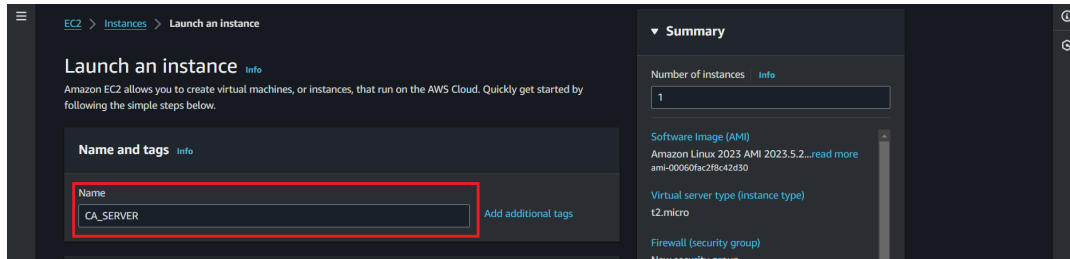 EC2 > Instances > Launch an instance
Launch an instance Info
Amazon EC2 allows you to create virtual machines, or instances, that run on the AWS Cloud. Quickly get started by
following the simple steps below.
Name and tags Info
Name
CA_SERVER
Add additional tags
Summary
Number of instances Info
1
Software Image (AMI)
Amazon Linux 2023 AMI 2023.5.2...read more
ami-00060fac2f8c42d30
Virtual server type (instance type)
t2.micro
Firewall (security group)
New security group